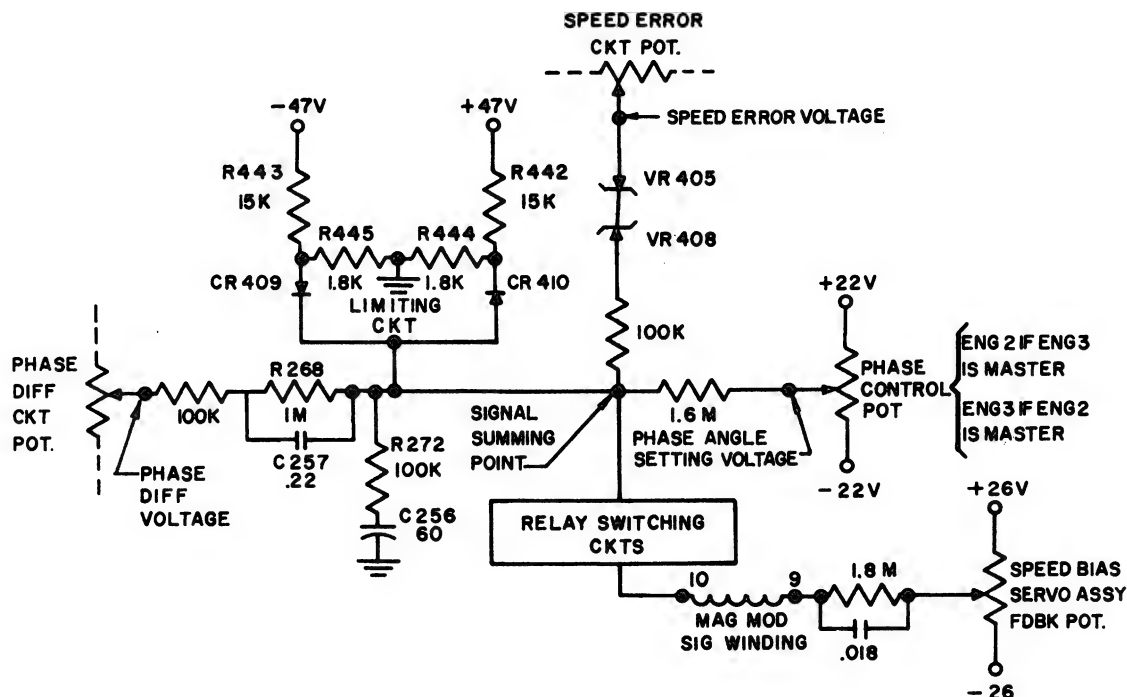 SPEED ERROR
CKT POT.
-47V
+47V
SPEED ERROR VOLTAGE
R443
15K
R442
15K
VR 405
VR 408
R445
1.8K
R444
1.8K
CR 409
CR 410
LIMITING
CKT
100K
+22V
PHASE
CONTROL
POT
-22V
ENG 2 IF ENG 3
IS MASTER
ENG 3 IF ENG 2
IS MASTER
PHASE
DIFF
CKT
POT.
100K
R268
1M
C257
.22
PHASE
DIFF
VOLTAGE
R272
100K
C256
60
SIGNAL
SUMMING
POINT
1.6 M
PHASE ANGLE
SETTING VOLTAGE
RELAY SWITCHING
CKTS
10
9
MAG MOD
SIG WINDING
1.8 M
.018
+26V
SPEED BIAS
SERVO ASSY
FDBK POT.
- 26